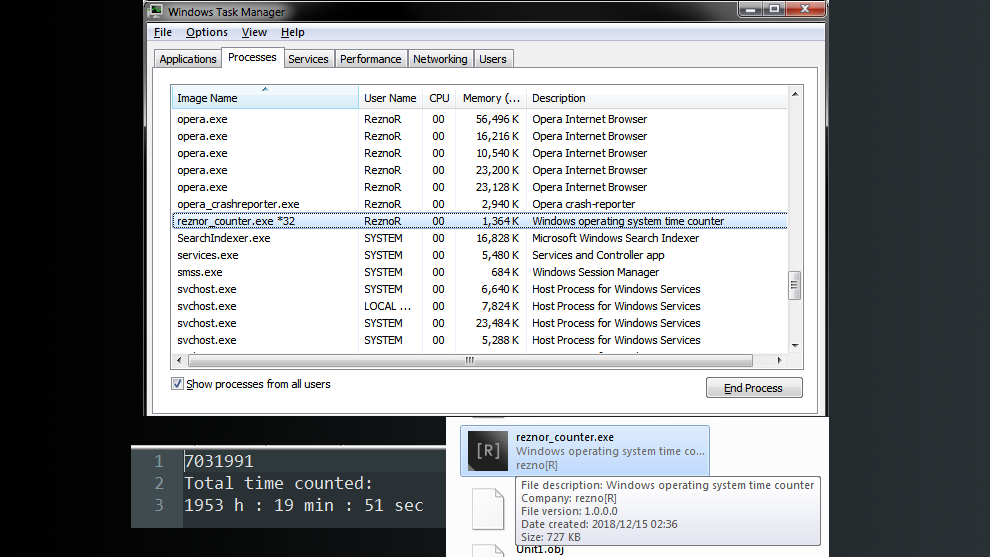 Windows Task Manager
File Options View Help
Applications Processes Services Performance Networking Users
Image Name User Name CPU Memory (... Description
opera.exe ReznoR 00 56,496 K Opera Internet Browser
opera.exe ReznoR 00 16,216 K Opera Internet Browser
opera.exe ReznoR 00 10,540 K Opera Internet Browser
opera.exe ReznoR 00 23,200 K Opera Internet Browser
opera.exe ReznoR 00 23,128 K Opera Internet Browser
opera_crashreporter.exe ReznoR 00 2,940 K Opera crash-reporter
reznor_counter.exe *32 ReznoR 00 1,364 K Windows operating system time counter
SearchIndexer.exe SYSTEM 00 16,828 K Microsoft Windows Search Indexer
services.exe SYSTEM 00 5,480 K Services and Controller app
smss.exe SYSTEM 00 684 K Windows Session Manager
svchost.exe SYSTEM 00 6,640 K Host Process for Windows Services
svchost.exe LOCAL ... 00 7,824 K Host Process for Windows Services
svchost.exe SYSTEM 00 23,484 K Host Process for Windows Services
svchost.exe SYSTEM 00 5,288 K Host Process for Windows Services
Show processes from all users
End Process
1 7031991
2 Total time counted:
3 1953 h : 19 min : 51 sec
[R]
reznor_counter.exe
Windows operating system time co...
rezno[R]
File description: Windows operating system time counter
Company: rezno[R]
File version: 1.0.0.0
Date created: 2018/12/15 02:36
Size: 727 KB
Unit1.obj